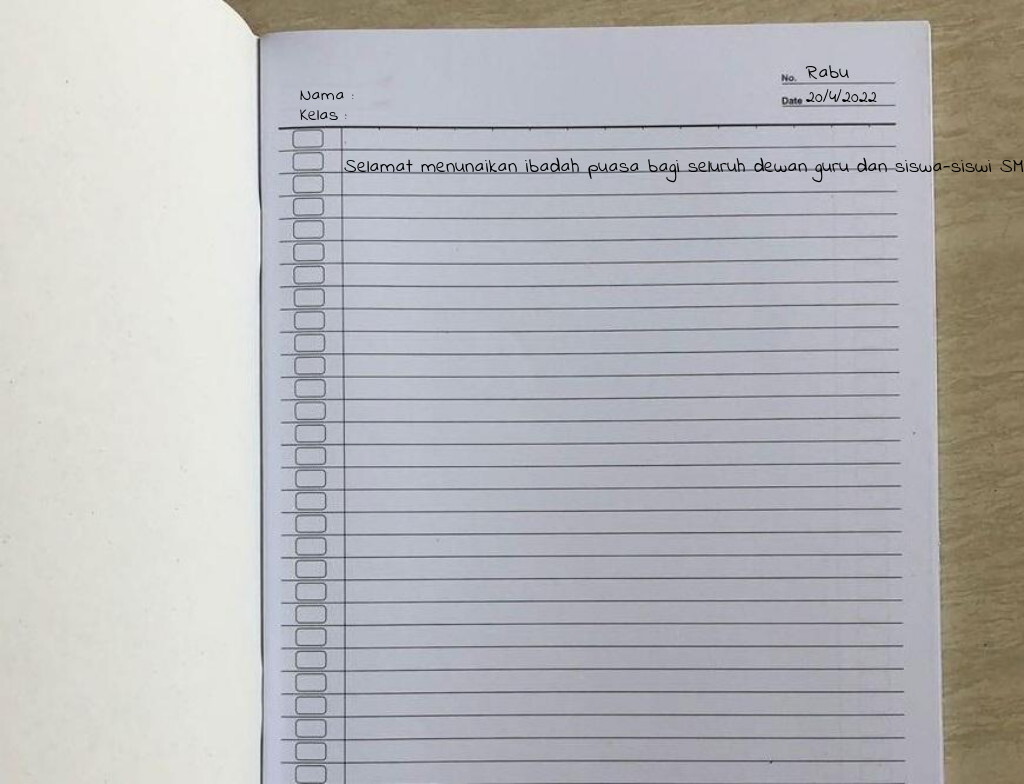 No. Rabu
Nama :
Date 20/4/2022
Kelas :
Selamat menunaikan ibadah puasa bagi seluruh dewan guru dan siswa-siswi SM